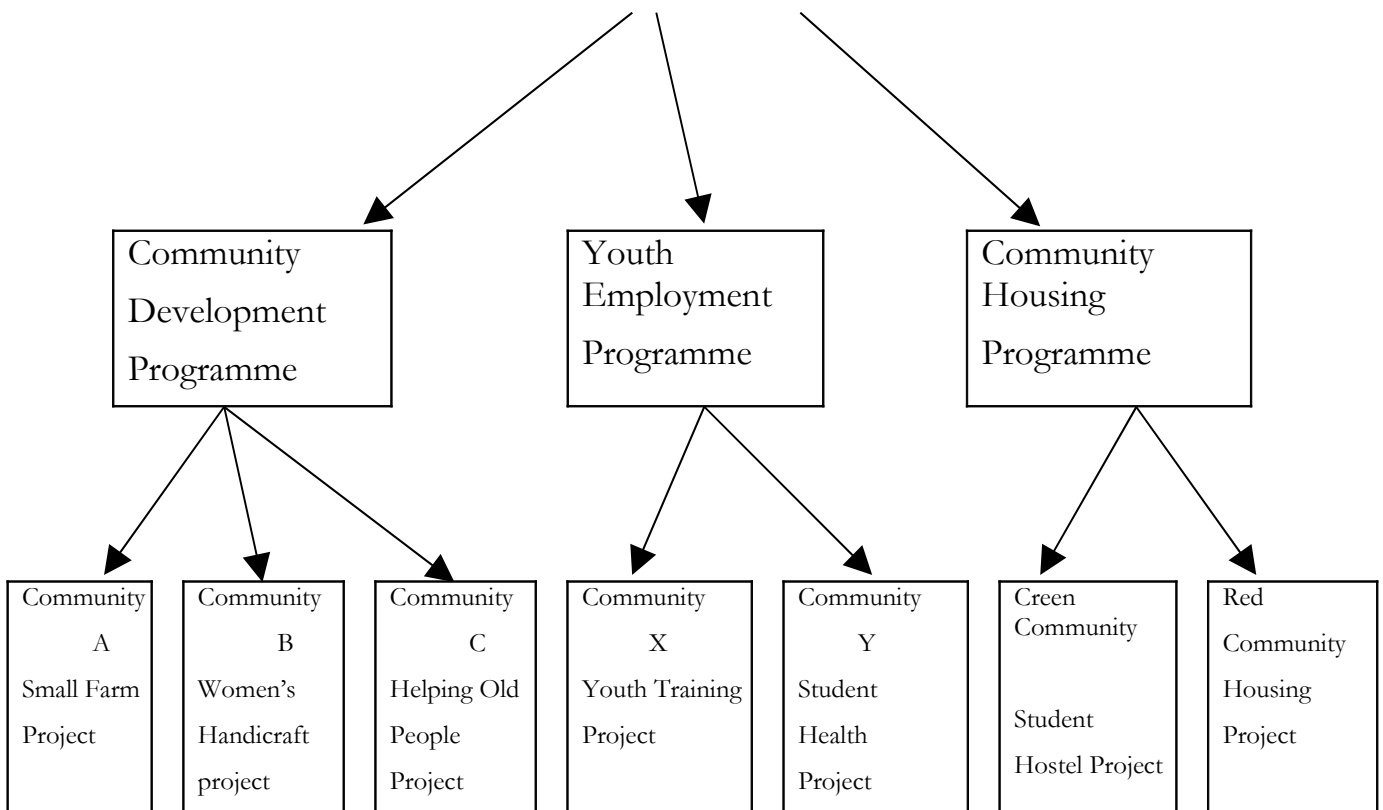 Community
Development
Programme
Youth
Employment
Programme
Community
Housing
Programme
Community
A
Small Farm
Project
Community
B
Women's
Handicraft
project
Community
C
Helping Old
People
Project
Community
X
Youth Training
Project
Community
Y
Student
Health
Project
Creen
Community
Student
Hostel Project
Red
Community
Housing
Project